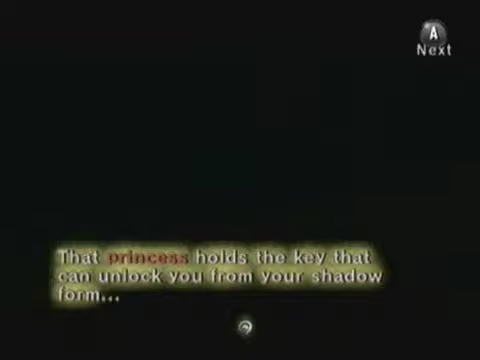 A
Next
That princess holds the key that
can unlock you from your shadow
form...